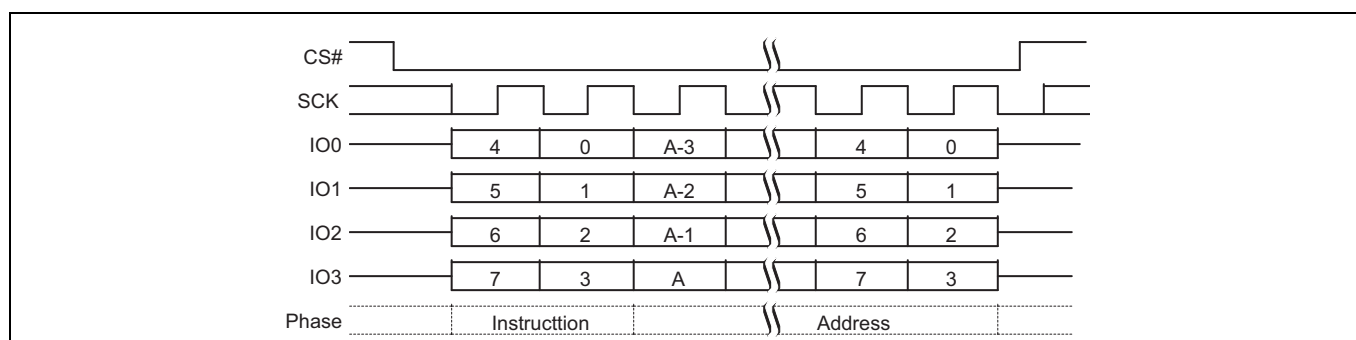 CS#
SCK
IO0 4 0 A-3 4 0
IO1 5 1 A-2 5 1
IO2 6 2 A-1 6 2
IO3 7 3 A 7 3
Phase Instructtion Address